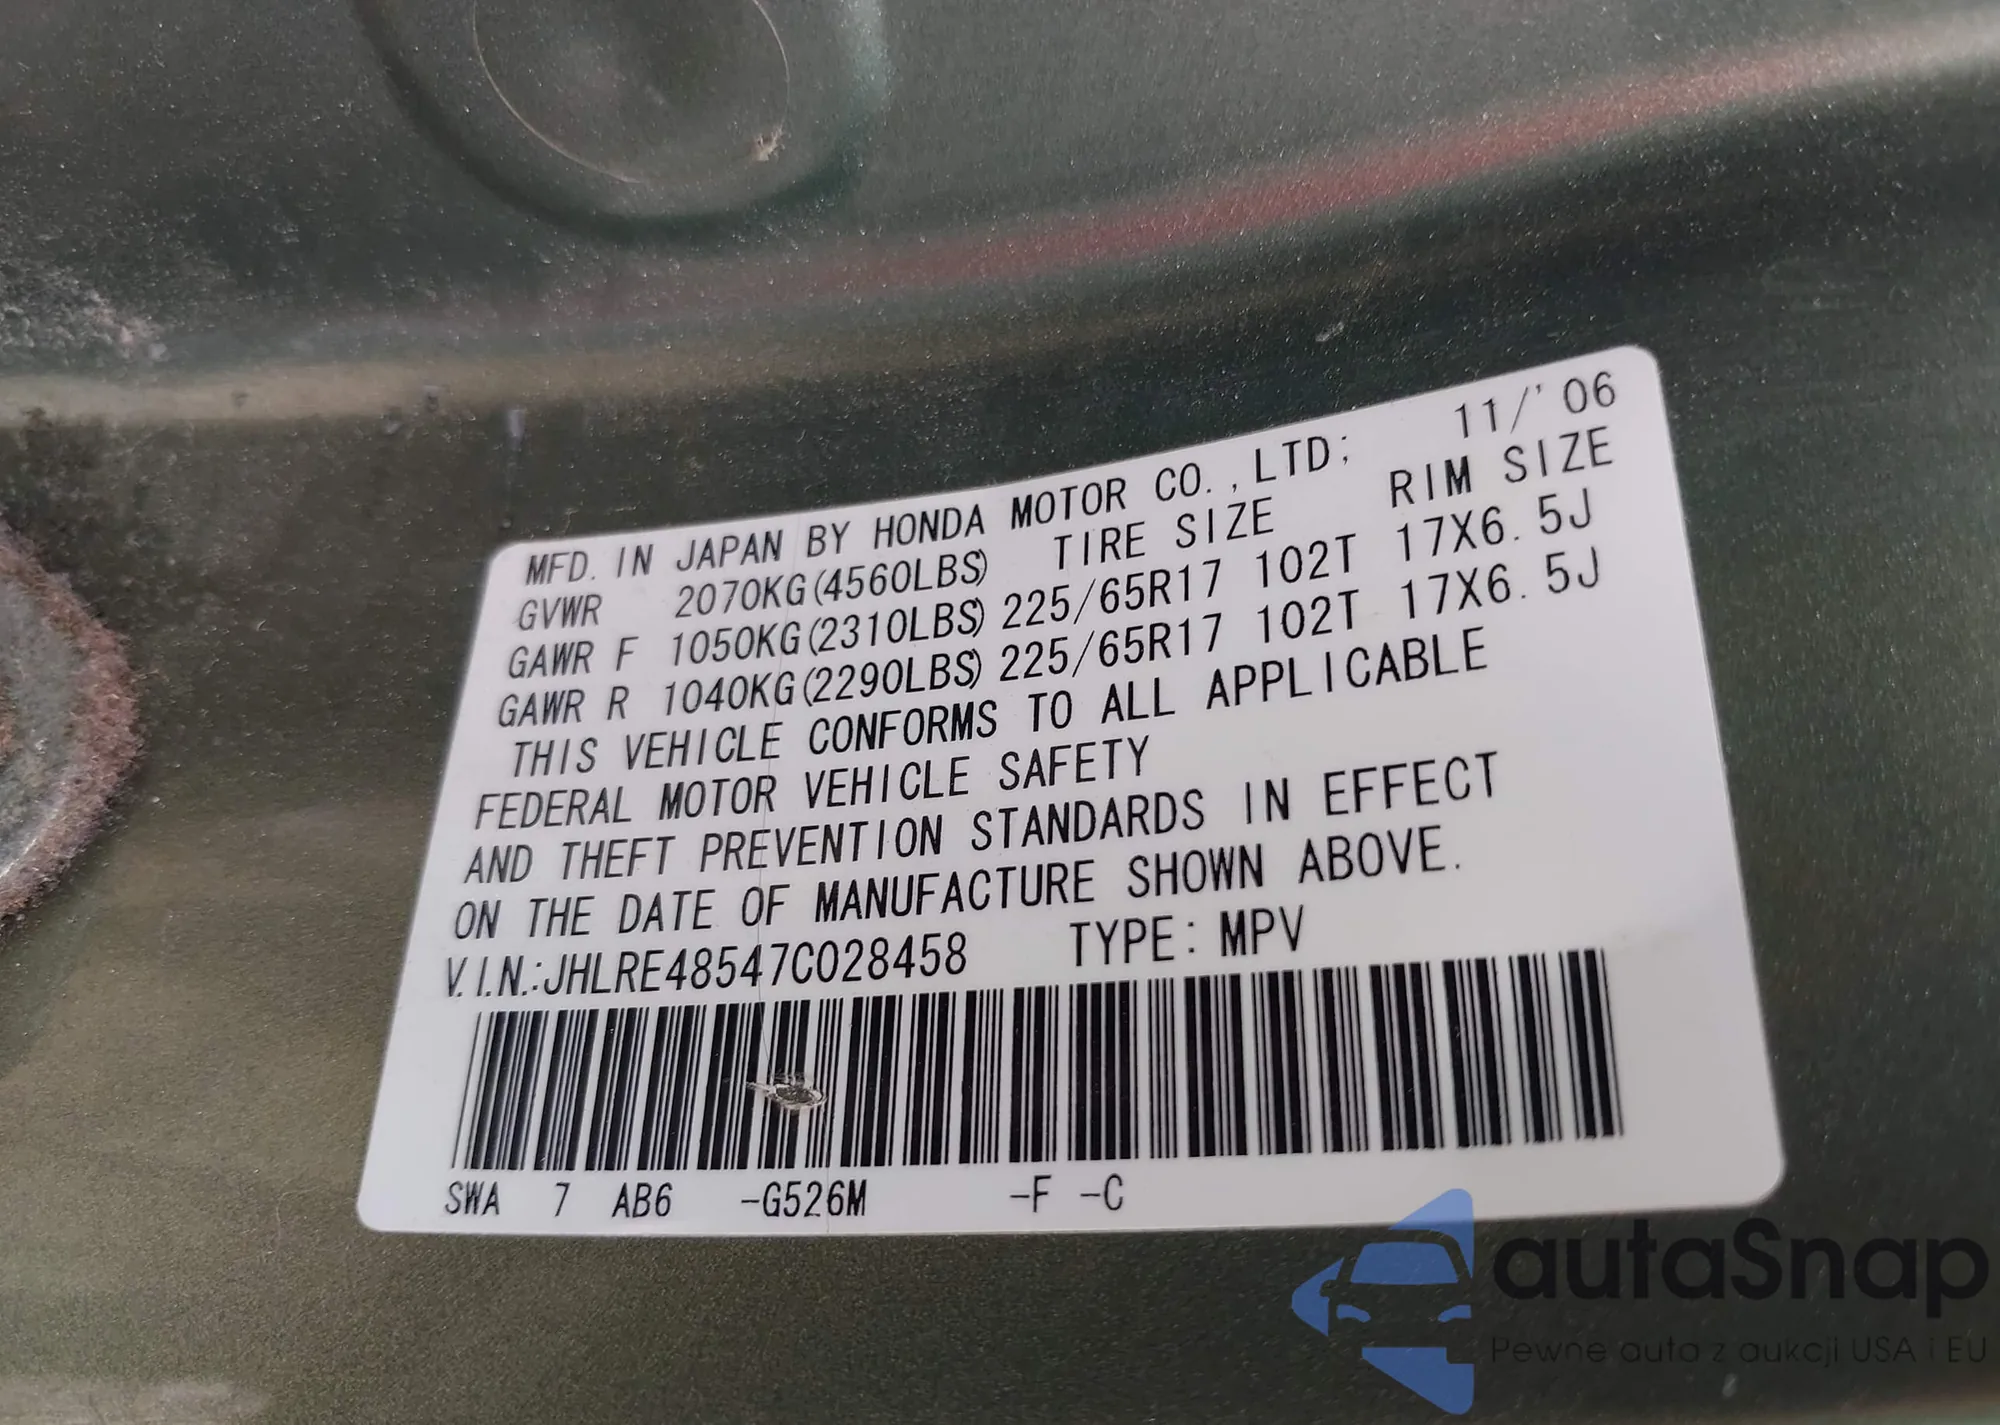 MFD. IN JAPAN BY HONDA MOTOR CO.,LTD; 11/'06
GVWR 2070KG(4560LBS) TIRE SIZE RIM SIZE
GAWR F 1050KG(2310LBS) 225/65R17 102T 17X6.5J
GAWR R 1040KG(2290LBS) 225/65R17 102T 17X6.5J
THIS VEHICLE CONFORMS TO ALL APPLICABLE
FEDERAL MOTOR VEHICLE SAFETY
AND THEFT PREVENTION STANDARDS IN EFFECT
ON THE DATE OF MANUFACTURE SHOWN ABOVE.
V.I.N.:JHLRE48547C028458 TYPE:MPV
SWA 7 AB6 -G526M -F -C
autaSnap
Pewne auta z aukcji USA i EU